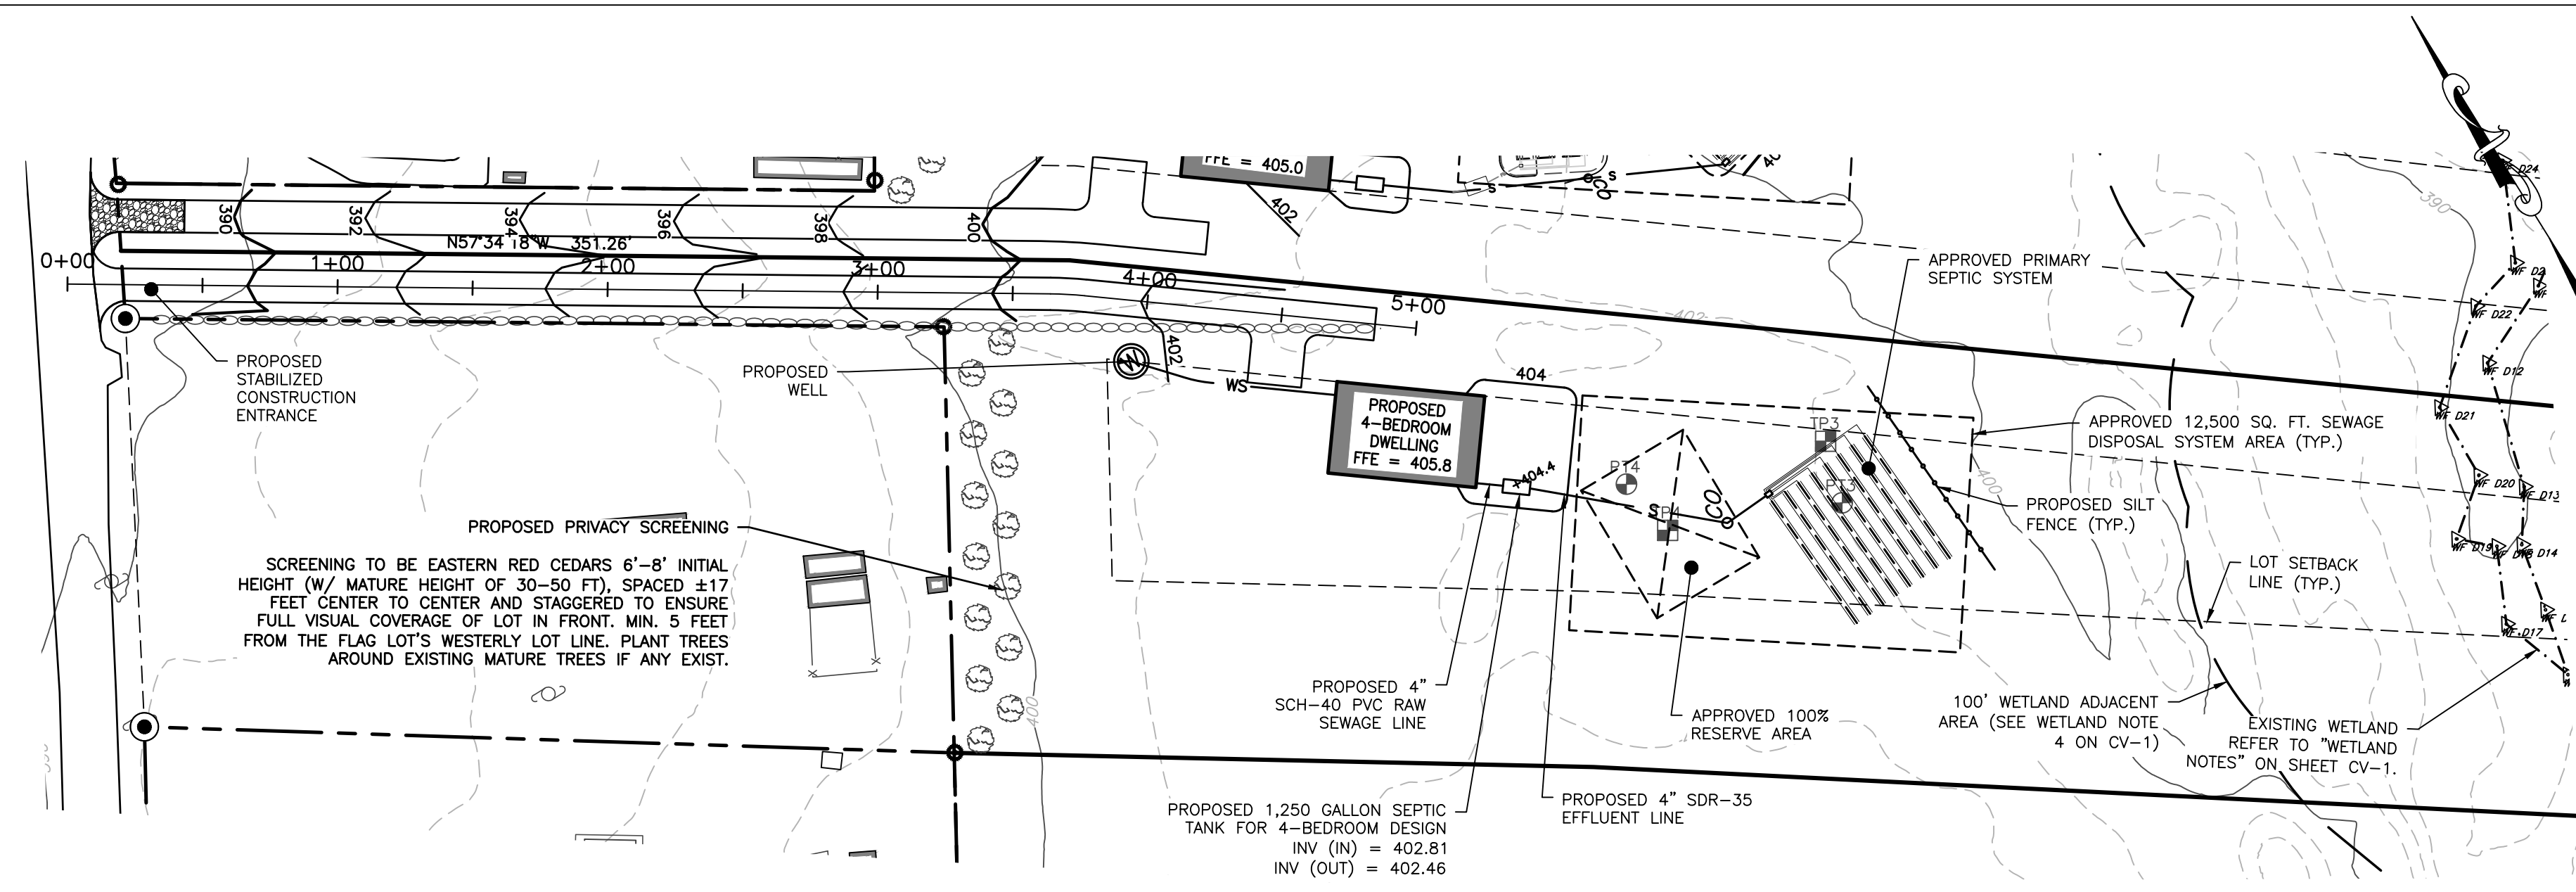 FFE = 405.0
S
S
CO
402
390
392
394
396
398
400
N57°34'18"W 351.26'
0+00
1+00
2+00
3+00
4+00
5+00
402
402
390
WF D24
WF D22
WF D12
WF D21
WF D20
WF D13
WF D19
WF D14
WF D17
APPROVED PRIMARY
SEPTIC SYSTEM
PROPOSED
STABILIZED
CONSTRUCTION
ENTRANCE
PROPOSED
WELL
W
WS
PROPOSED
4-BEDROOM
DWELLING
FFE = 405.8
404
+404.4
PT4
TP4
S
CO
TP3
PT3
400
APPROVED 12,500 SQ. FT. SEWAGE
DISPOSAL SYSTEM AREA (TYP.)
PROPOSED SILT
FENCE (TYP.)
LOT SETBACK
LINE (TYP.)
PROPOSED PRIVACY SCREENING
SCREENING TO BE EASTERN RED CEDARS 6'-8' INITIAL
HEIGHT (W/ MATURE HEIGHT OF 30-50 FT), SPACED ±17
FEET CENTER TO CENTER AND STAGGERED TO ENSURE
FULL VISUAL COVERAGE OF LOT IN FRONT. MIN. 5 FEET
FROM THE FLAG LOT'S WESTERLY LOT LINE. PLANT TREES
AROUND EXISTING MATURE TREES IF ANY EXIST.
400
PROPOSED 4"
SCH-40 PVC RAW
SEWAGE LINE
APPROVED 100%
RESERVE AREA
100' WETLAND ADJACENT
AREA (SEE WETLAND NOTE
4 ON CV-1)
EXISTING WETLAND
REFER TO "WETLAND
NOTES" ON SHEET CV-1.
PROPOSED 1,250 GALLON SEPTIC
TANK FOR 4-BEDROOM DESIGN
INV (IN) = 402.81
INV (OUT) = 402.46
PROPOSED 4" SDR-35
EFFLUENT LINE